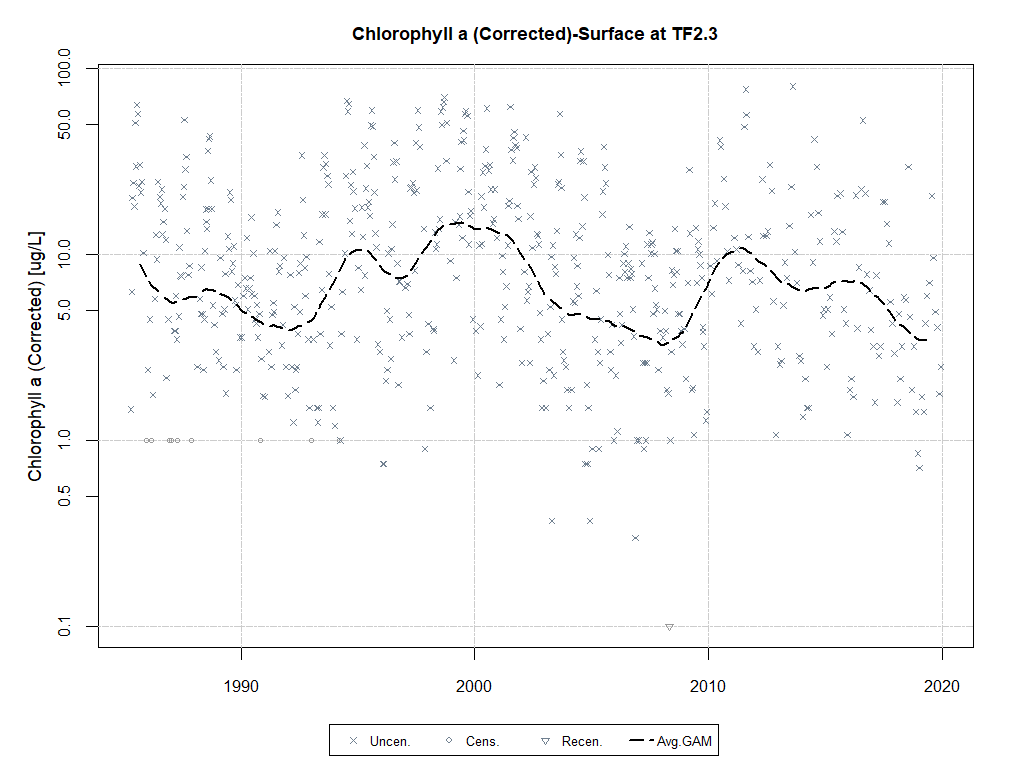 Chlorophyll a (Corrected)-Surface at TF2.3
Chlorophyll a (Corrected) [ug/L]
100.0
50.0
10.0
5.0
1.0
0.5
0.1
1990 2000 2010 2020
Uncen. Cens. Recen. Avg.GAM